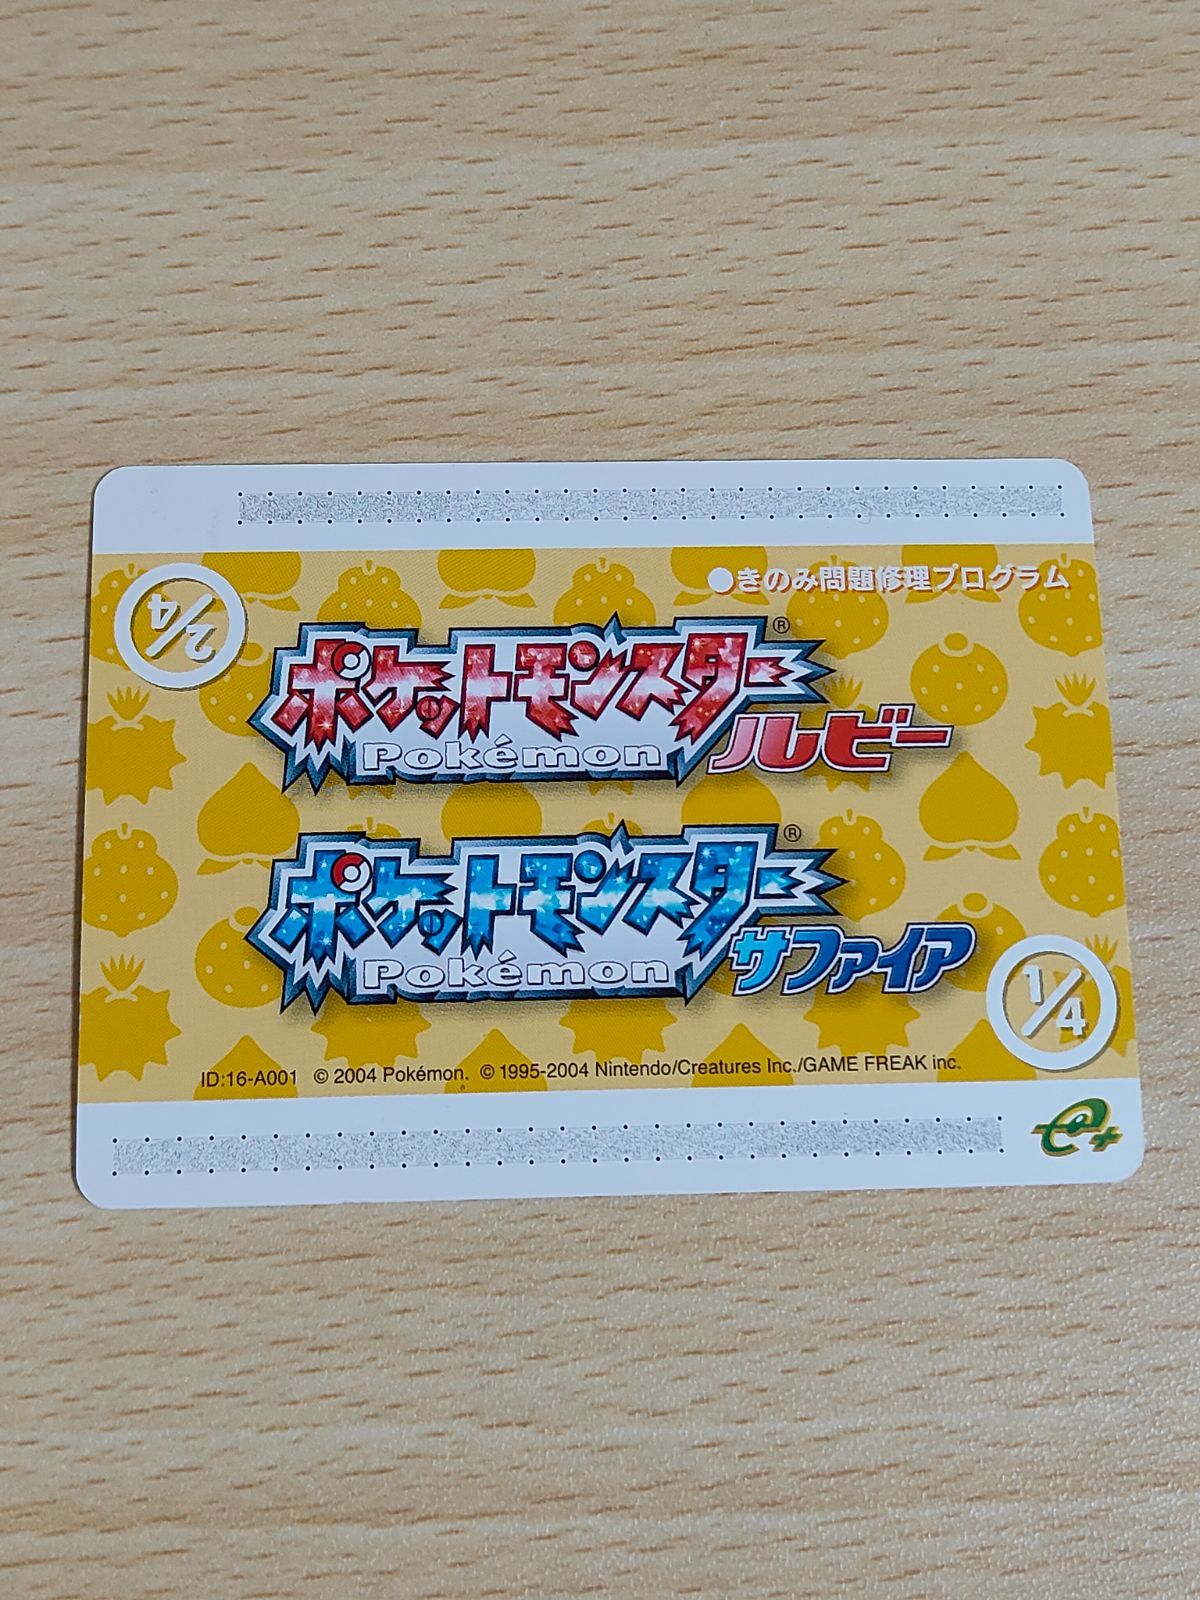 ●きのみ問題修理プログラム
2/4
ポケットモンスター®
Pokémon ルビー
ポケットモンスター®
Pokémon サファイア
1/4
ID:16-A001 © 2004 Pokémon. © 1995-2004 Nintendo/Creatures Inc./GAME FREAK inc.
e+